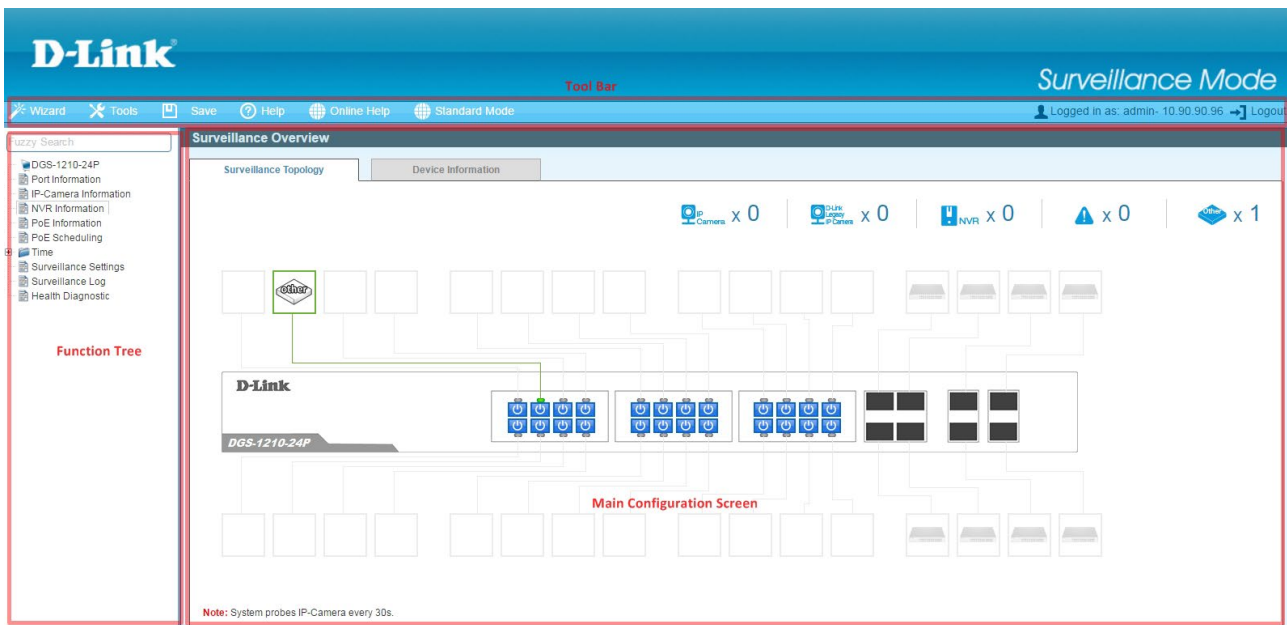 D-Link
Surveillance Mode
Tool Bar
Wizard Tools Save Help Online Help Standard Mode Logged in as: admin- 10.90.90.96 Logout
Fuzzy Search
Surveillance Overview
DGS-1210-24P
Port Information
IP-Camera Information
NVR Information
PoE Information
PoE Scheduling
Time
Surveillance Settings
Surveillance Log
Health Diagnostic
Function Tree
Surveillance Topology Device Information
IP Camera X 0 D-Link Legacy IP Camera X 0 NVR X 0 X 0 Other X 1
other
D-Link
DGS-1210-24P
Main Configuration Screen
Note: System probes IP-Camera every 30s.